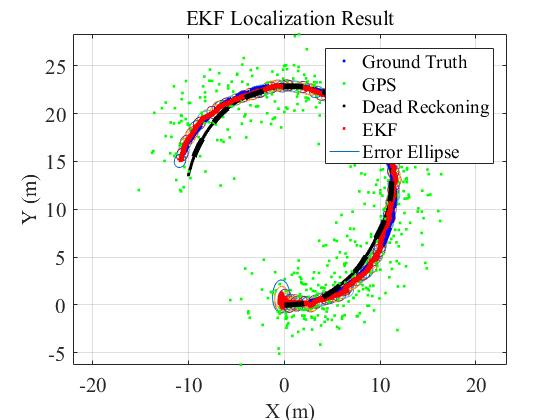 EKF Localization Result
Ground Truth
GPS
Dead Reckoning
EKF
Error Ellipse
Y (m)
25
20
15
10
5
0
-5
-20
-10
0
10
20
X (m)